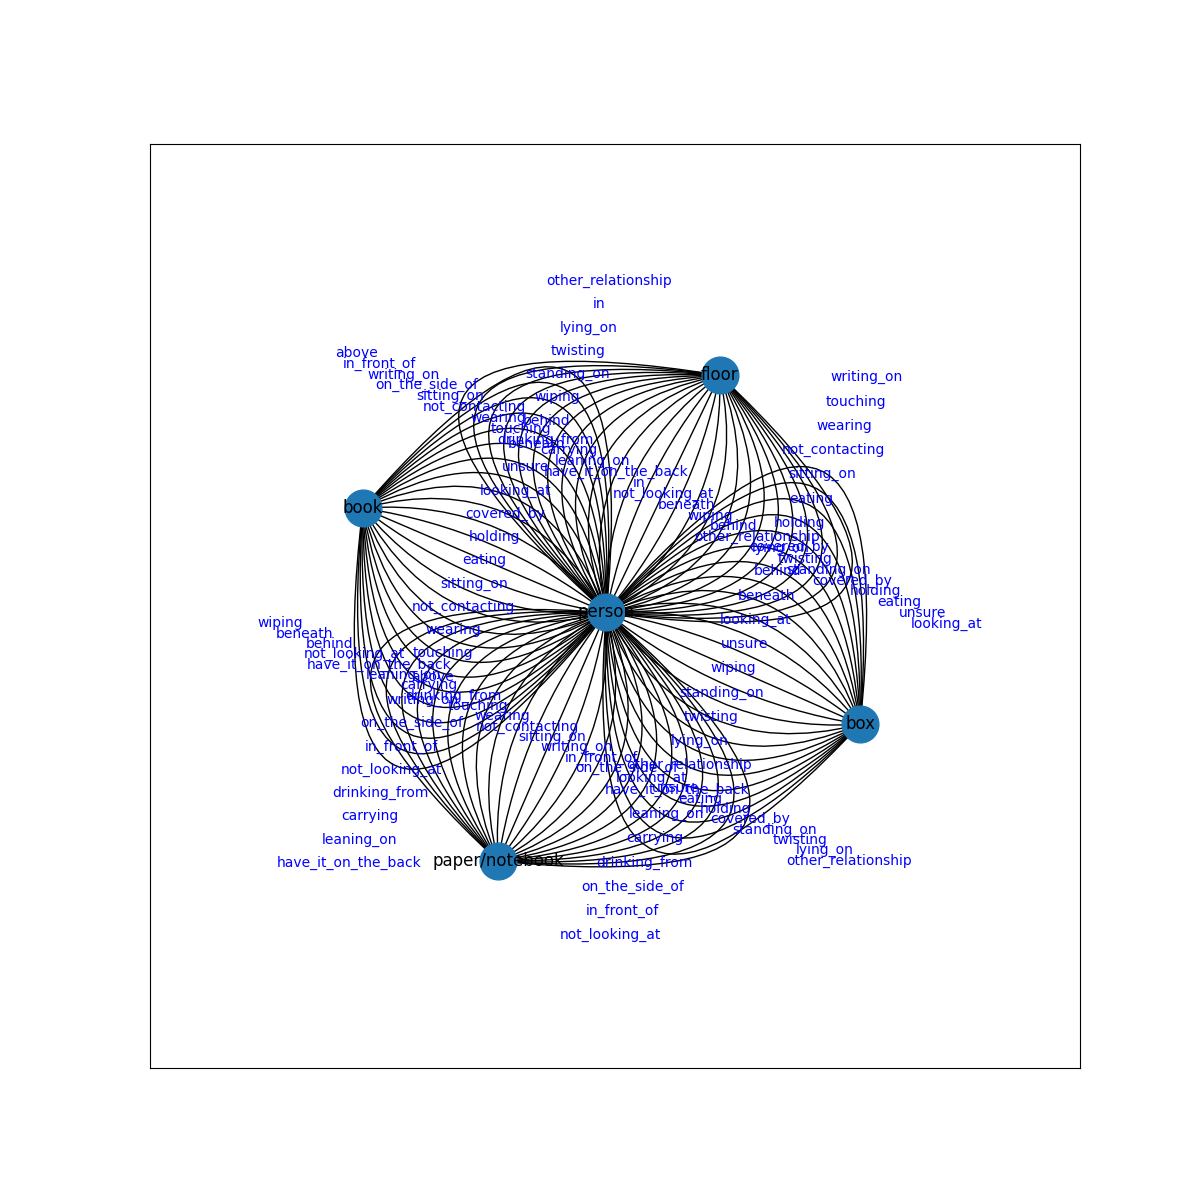 other_relationship
in
lying_on
twisting
above
in_front_of
standing_on
floor
writing_on
writing_on
on_the_side_of
sitting_on
wiping
touching
not_contacting
wearing
behind
wearing
touching
drinking_from
beneath
carrying
not_contacting
leaning_on
unsure
have_it_on_the_back
sitting_on
in
looking_at
not_looking_at
eating
beneath
book
covered_by
wiping
behind
holding
holding
other_relationship
lying_on
covered_by
eating
twisting
behind
standing_on
sitting_on
covered_by
holding
beneath
eating
not_contacting
person
unsure
wiping
looking_at
looking_at
beneath
wearing
behind
unsure
not_looking_at
touching
have_it_on_the_back
wiping
leaning_on
above
carrying
standing_on
writing_on
drinking_from
touching
wearing
twisting
on_the_side_of
not_contacting
box
sitting_on
lying_on
in_front_of
writing_on
in_front_of
not_looking_at
on_the_side_of
other_relationship
looking_at
drinking_from
have_it_on_the_back
unsure
eating
carrying
leaning_on
holding
covered_by
leaning_on
carrying
standing_on
twisting
have_it_on_the_back
paper/notebook
drinking_from
lying_on
other_relationship
on_the_side_of
in_front_of
not_looking_at